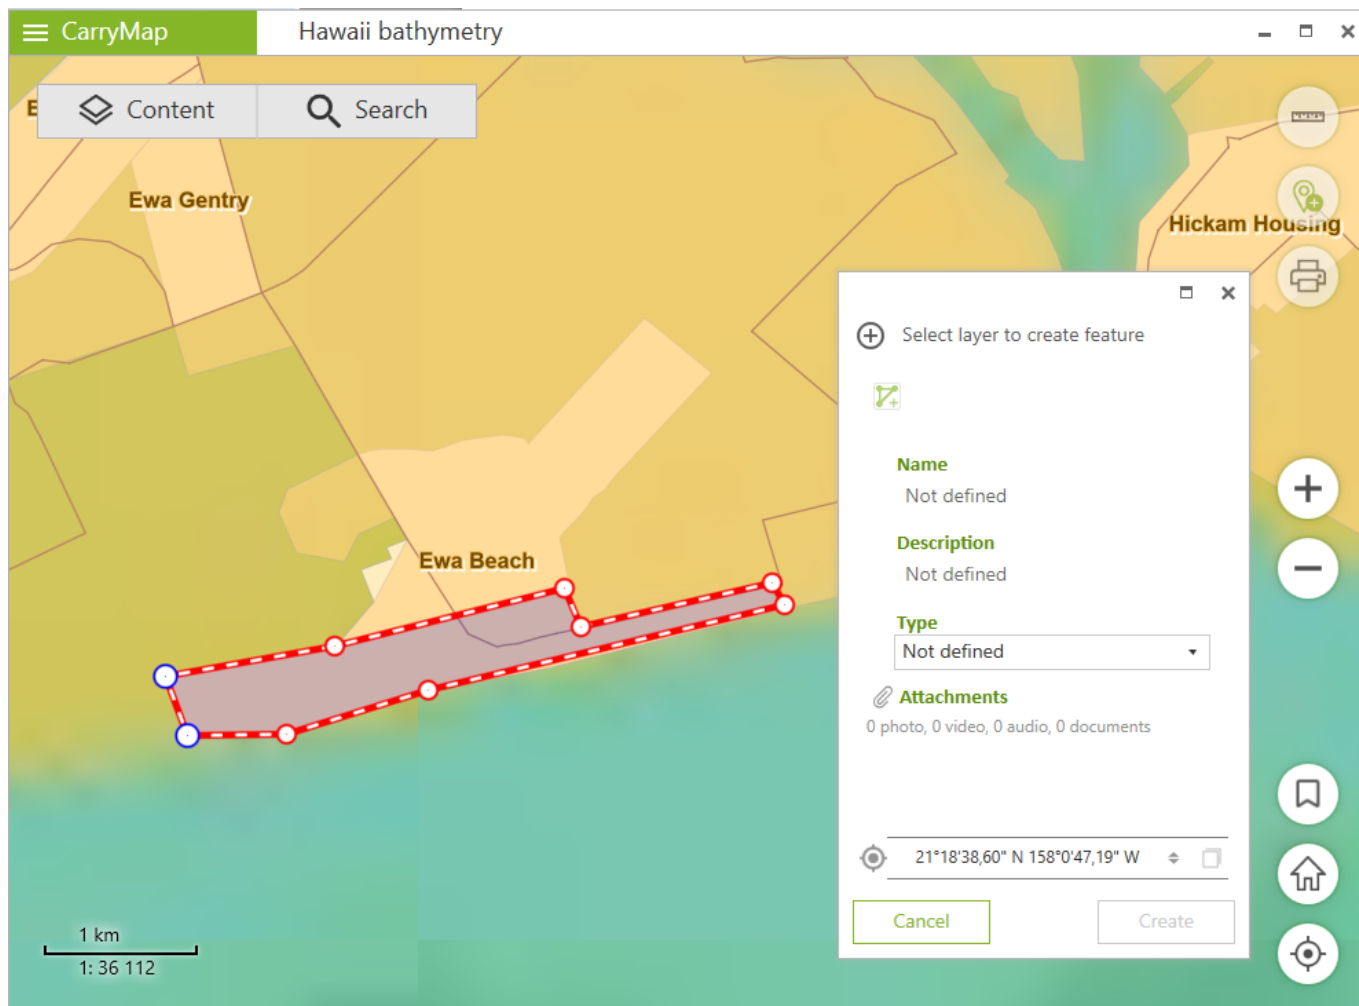 CarryMap
Hawaii bathymetry
Content
Search
E
Ewa Gentry
Hickam Housing
Ewa Beach
Select layer to create feature
Name
Not defined
Description
Not defined
Type
Not defined
Attachments
0 photo, 0 video, 0 audio, 0 documents
21°18'38,60" N 158°0'47,19" W
Cancel
Create
1 km
1: 36 112